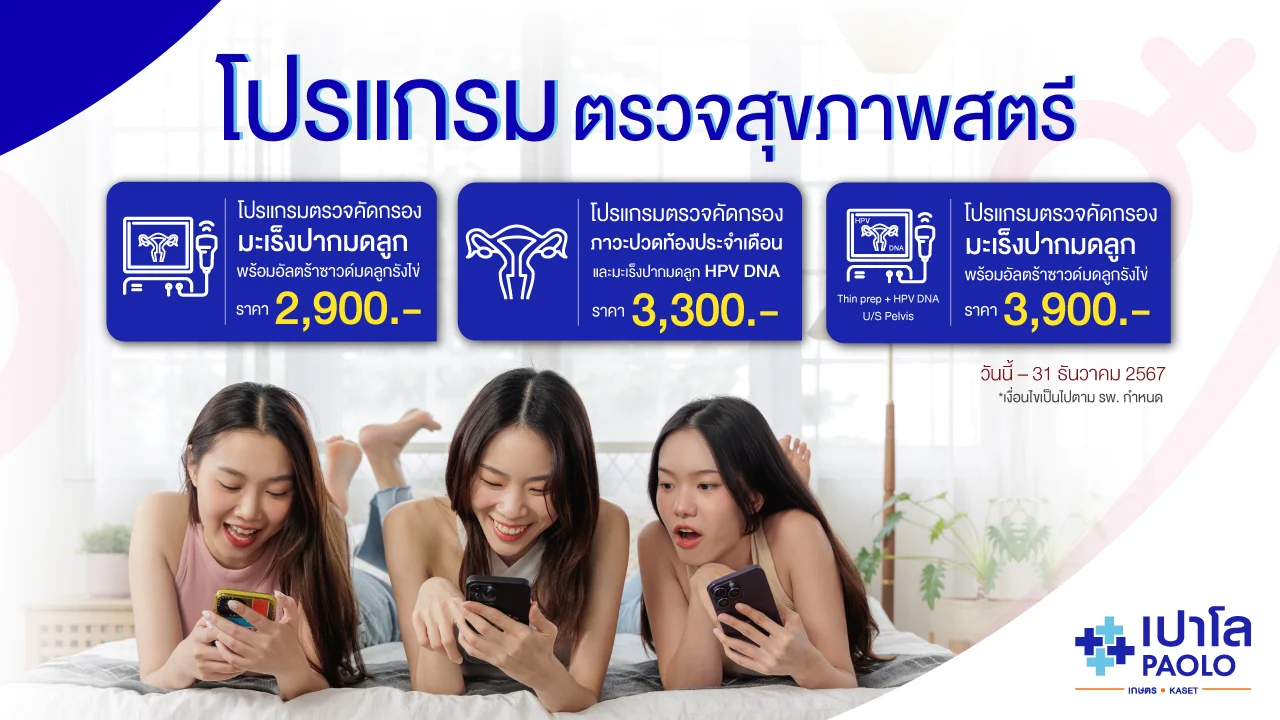 โปรแกรม ตรวจสุขภาพสตรี
โปรแกรมตรวจคัดกรอง
มะเร็งปากมดลูก
พร้อมอัลตร้าซาวด์มดลูกรังไข่
ราคา 2,900.-
โปรแกรมตรวจคัดกรอง
ภาวะปวดท้องประจำเดือน
และมะเร็งปากมดลูก HPV DNA
ราคา 3,300.-
HPV
DNA
Thin prep + HPV DNA
U/S Pelvis
โปรแกรมตรวจคัดกรอง
มะเร็งปากมดลูก
พร้อมอัลตร้าซาวด์มดลูกรังไข่
ราคา 3,900.-
วันนี้ – 31 ธันวาคม 2567
*เงื่อนไขเป็นไปตาม รพ. กำหนด
เปาโล
PAOLO
เกษตร • KASET